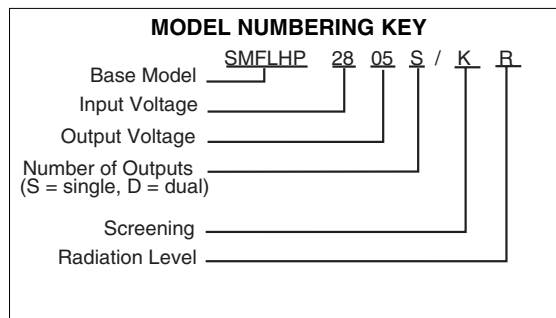 MODEL NUMBERING KEY
SMFLHP 28 05 S / K R
Base Model
Input Voltage
Output Voltage
Number of Outputs
(S = single, D = dual)
Screening
Radiation Level